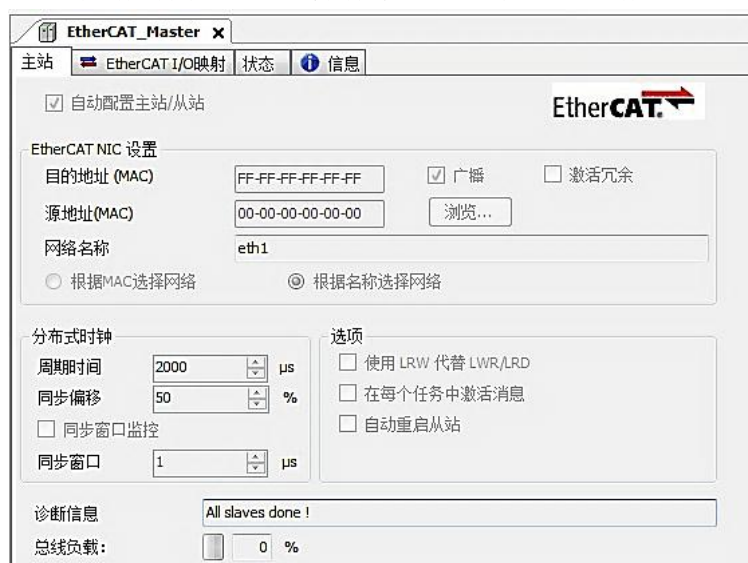 EtherCAT_Master x
主站 EtherCAT I/O映射 状态 信息
自动配置主站/从站
EtherCAT.
EtherCAT NIC 设置
目的地址 (MAC) FF-FF-FF-FF-FF-FF 广播 激活冗余
源地址(MAC) 00-00-00-00-00-00 浏览...
网络名称 eth1
根据MAC选择网络 根据名称选择网络
分布式时钟 选项
周期时间 2000 µs 使用 LRW 代替 LWR/LRD
同步偏移 50 % 在每个任务中激活消息
同步窗口监控 自动重启从站
同步窗口 1 µs
诊断信息 All slaves done !
总线负载: 0 %